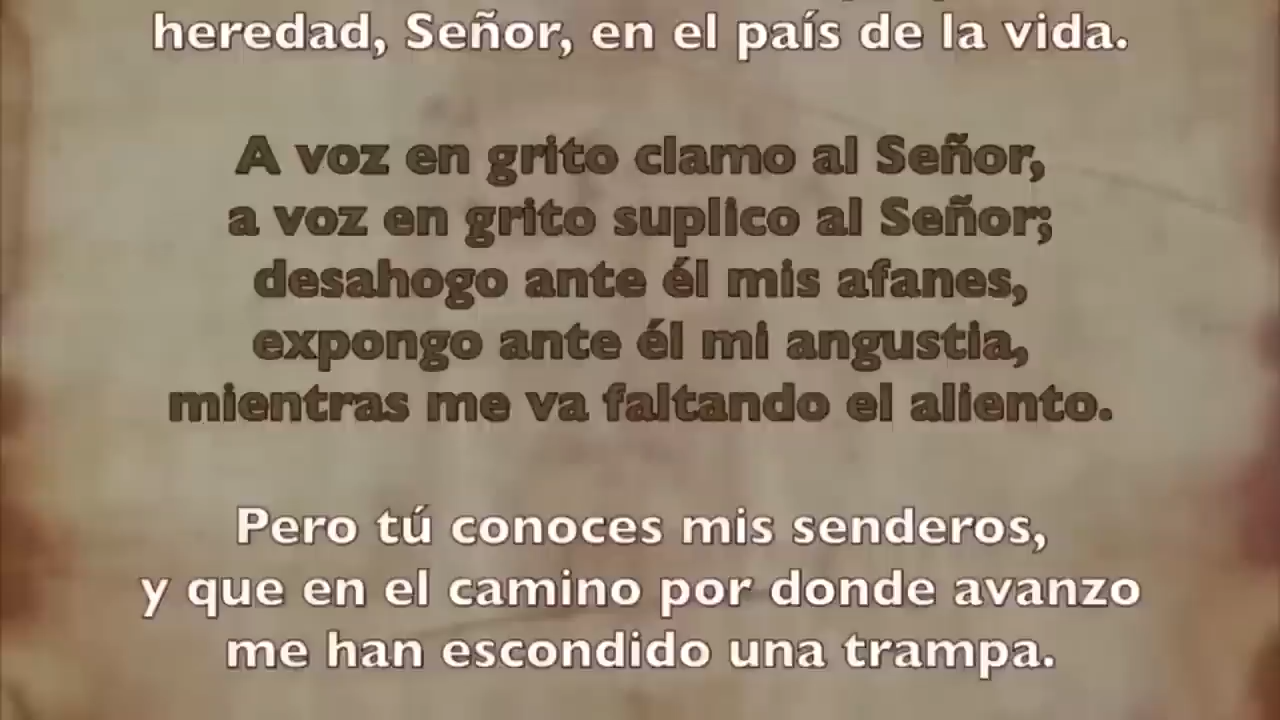 heredad, Señor, en el país de la vida.
A voz en grito clamo al Señor,
a voz en grito suplico al Señor;
desahogo ante él mis afanes,
expongo ante él mi angustia,
mientras me va faltando el aliento.
Pero tú conoces mis senderos,
y que en el camino por donde avanzo
me han escondido una trampa.